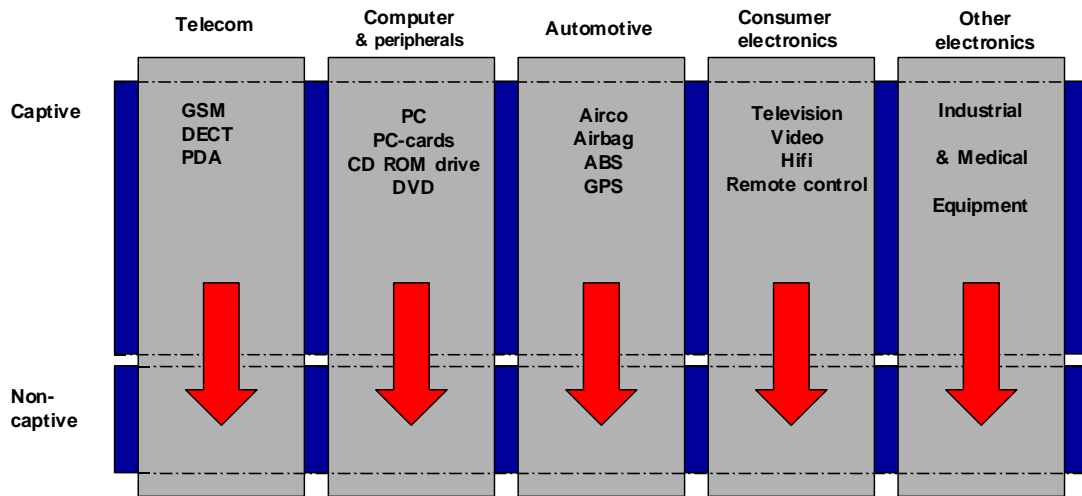 Telecom
Computer
& peripherals
Automotive
Consumer
electronics
Other
electronics
Captive
GSM
DECT
PDA
PC
PC-cards
CD ROM drive
DVD
Airco
Airbag
ABS
GPS
Television
Video
Hifi
Remote control
Industrial
& Medical
Equipment
Non-
captive